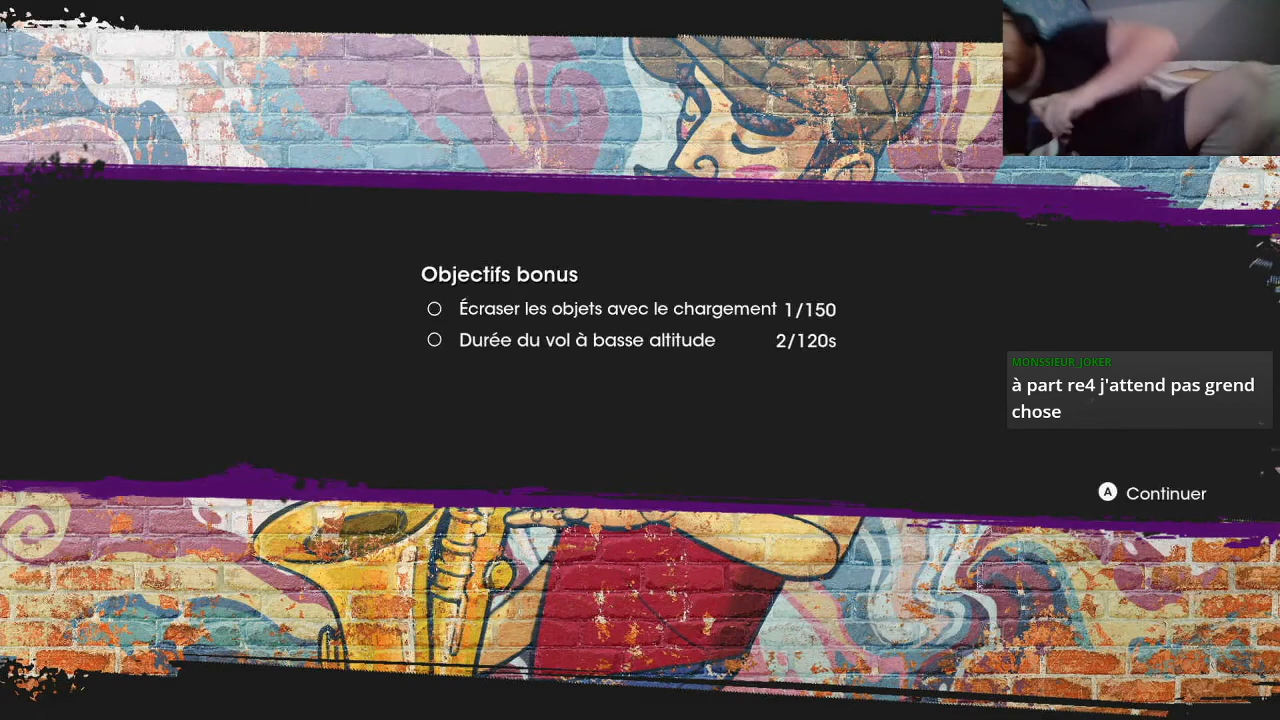 Objectifs bonus
Écraser les objets avec le chargement 1/150
Durée du vol à basse altitude 2/120s
MONSSIEUR_JOKER
à part re4 j'attend pas grend
chose
A Continuer